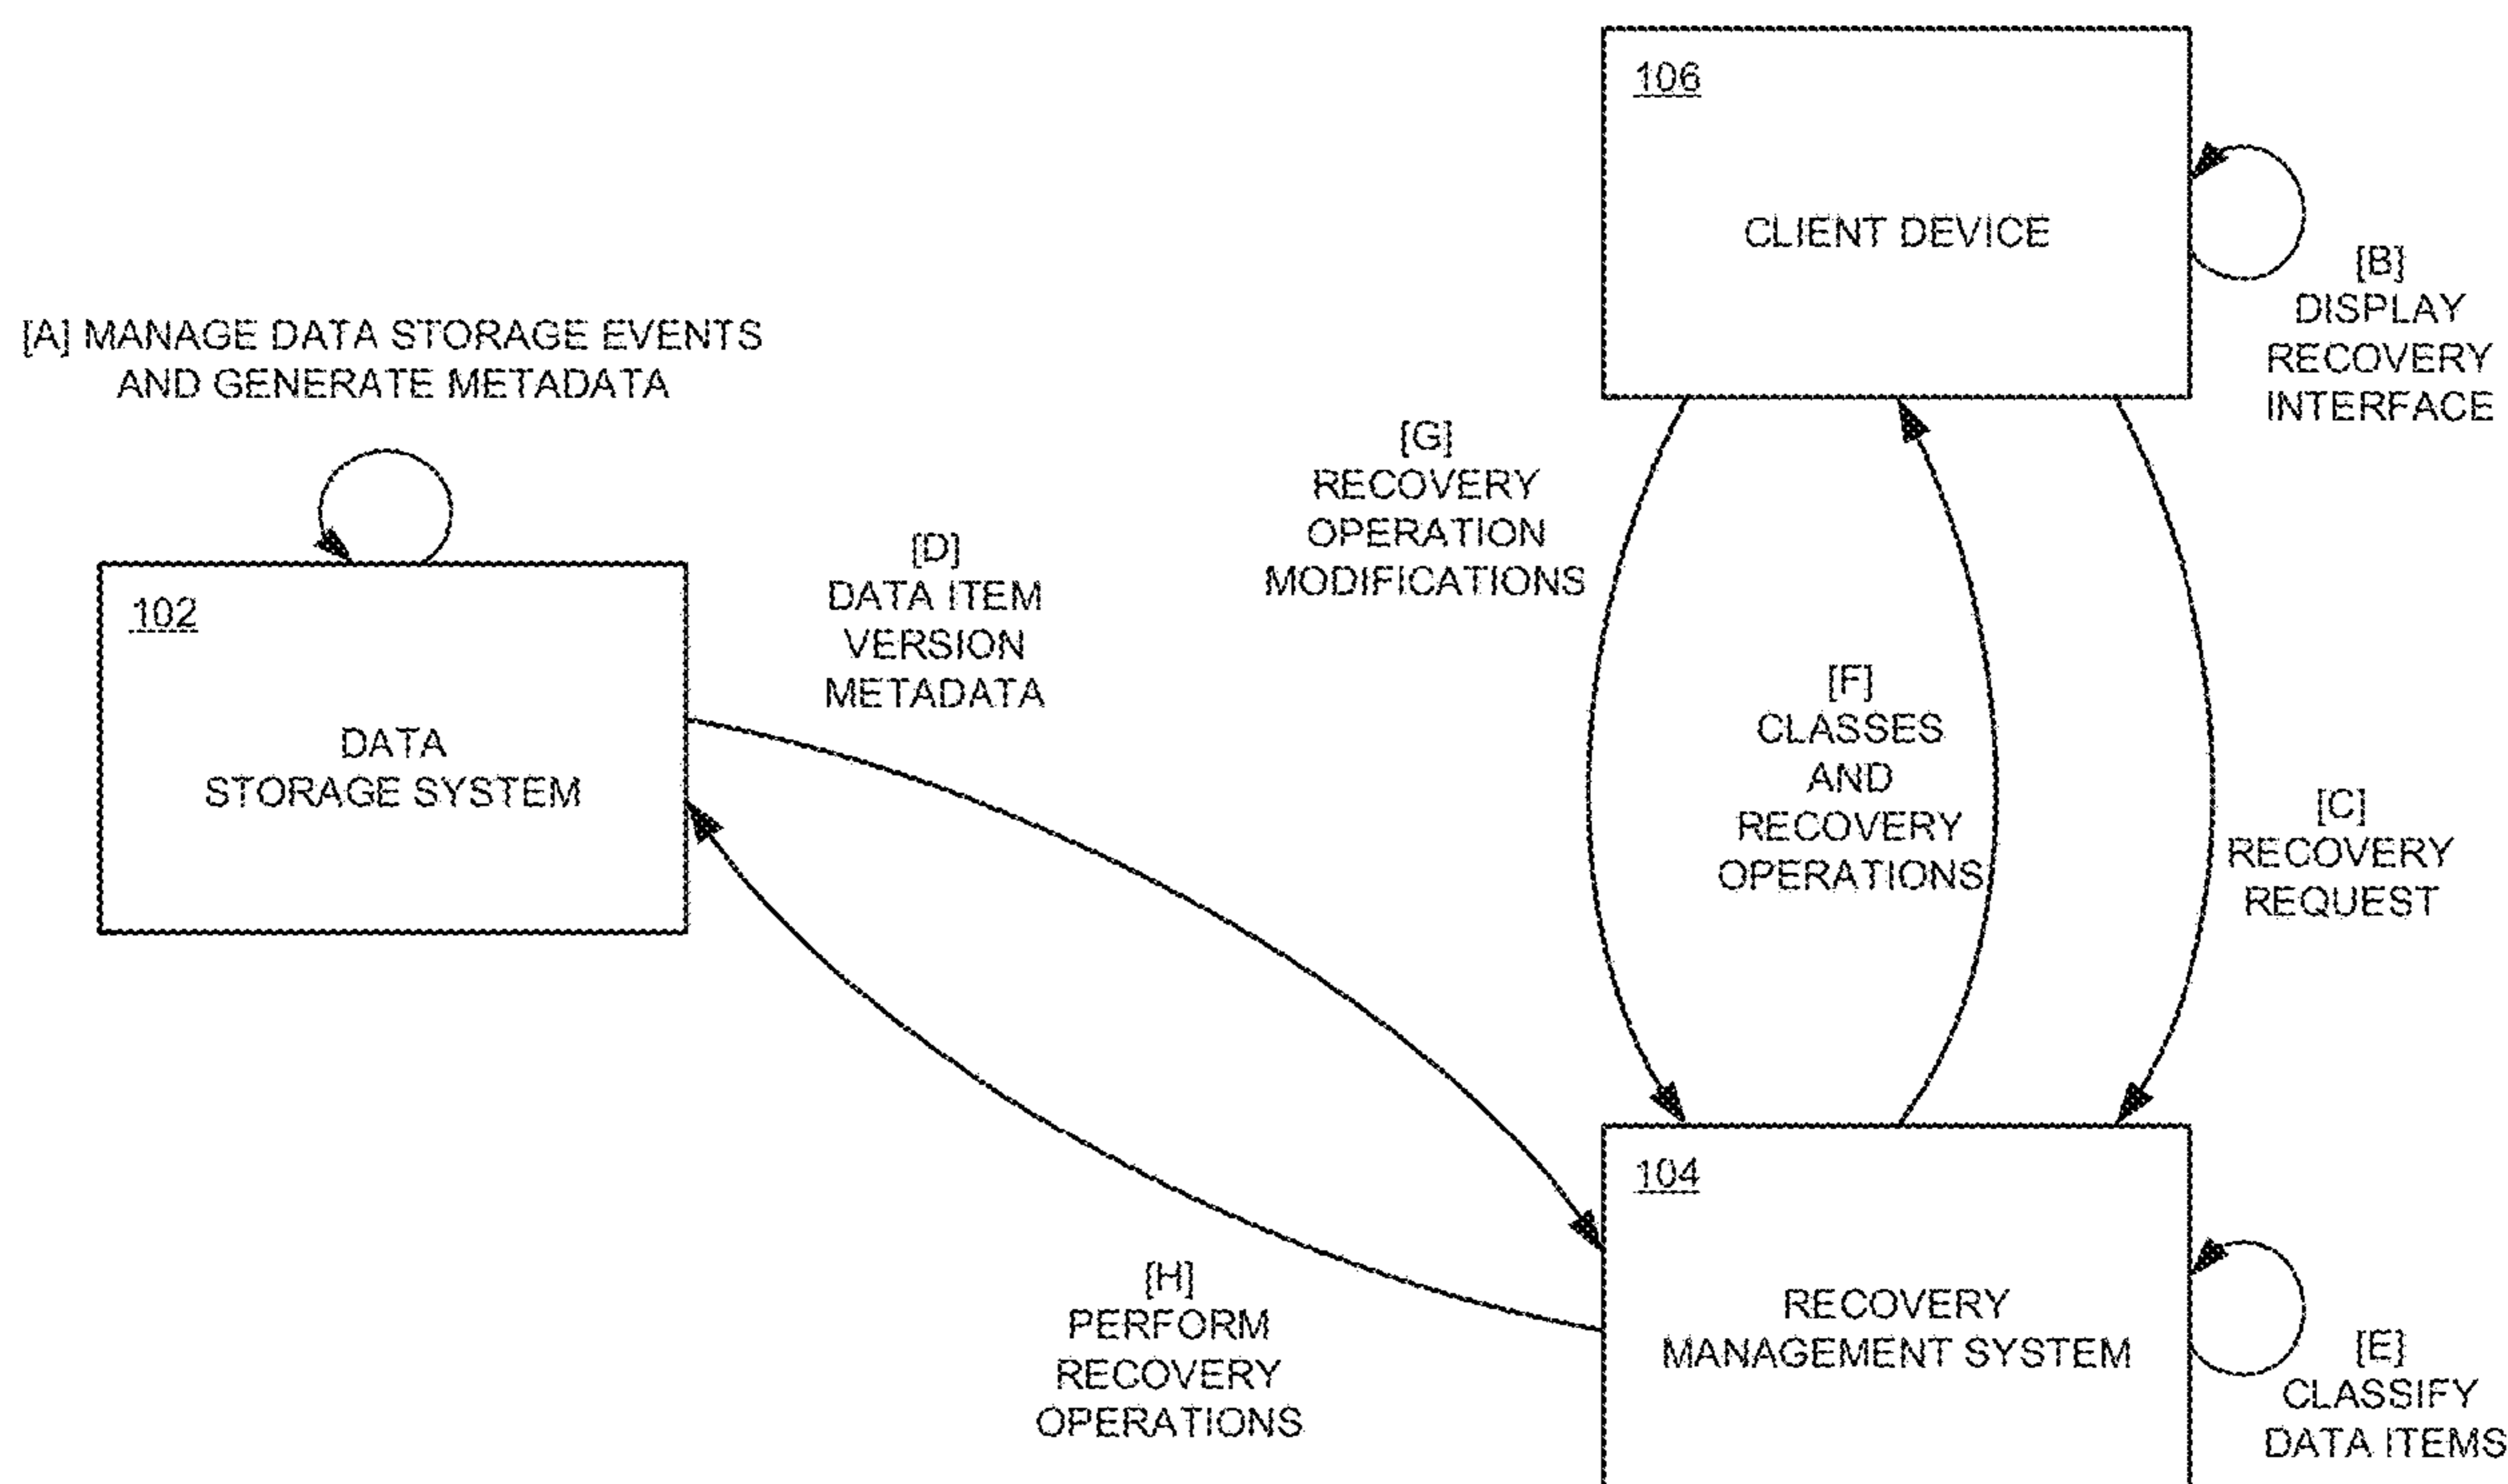 106
CLIENT DEVICE
[B]
DISPLAY
RECOVERY
INTERFACE
[A] MANAGE DATA STORAGE EVENTS
AND GENERATE METADATA
[G]
RECOVERY
OPERATION
MODIFICATIONS
[D]
DATA ITEM
VERSION
METADATA
102
DATA
STORAGE SYSTEM
[F]
CLASSES
AND
RECOVERY
OPERATIONS
[C]
RECOVERY
REQUEST
104
RECOVERY
MANAGEMENT SYSTEM
[H]
PERFORM
RECOVERY
OPERATIONS
[E]
CLASSIFY
DATA ITEMS